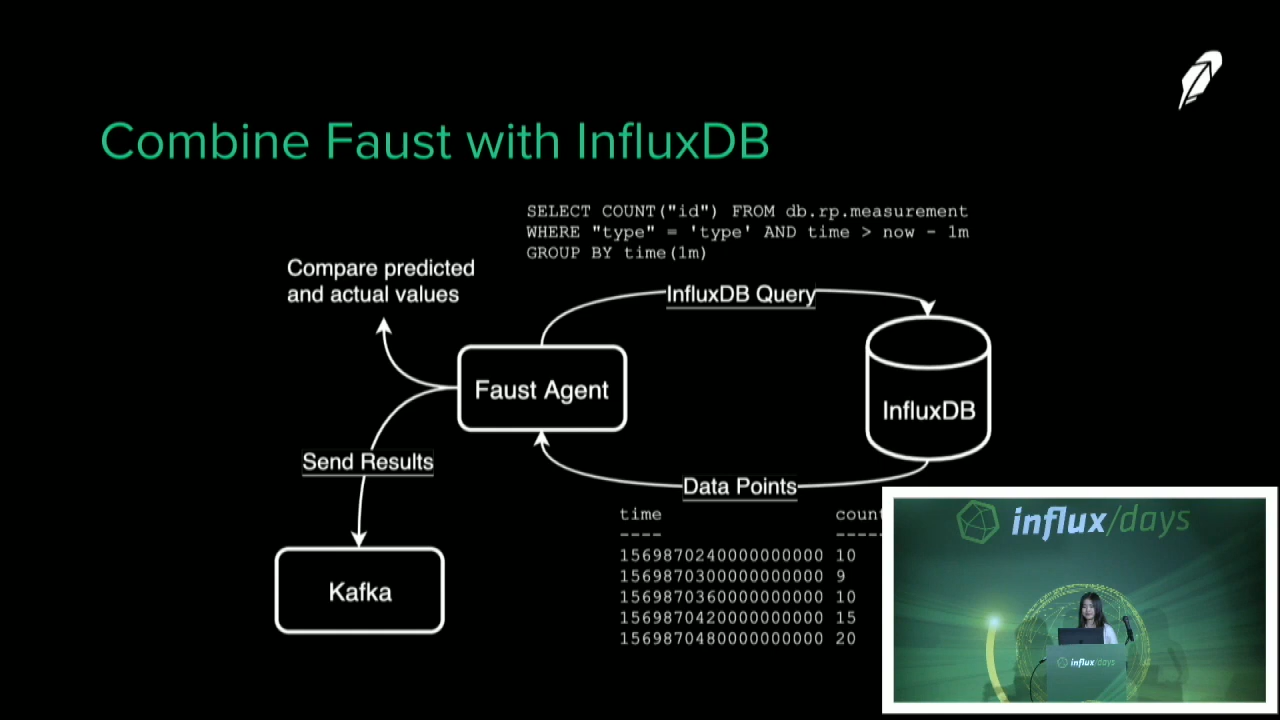 Combine Faust with InfluxDB
SELECT COUNT("id") FROM db.rp.measurement
WHERE "type" = 'type' AND time > now - 1m
GROUP BY time(1m)
Compare predicted
and actual values
InfluxDB Query
Faust Agent
InfluxDB
Send Results
Data Points
time count
---- -----
1569870240000000000 10
1569870300000000000 9
1569870360000000000 10
1569870420000000000 15
1569870480000000000 20
Kafka
influx/days
influx/days